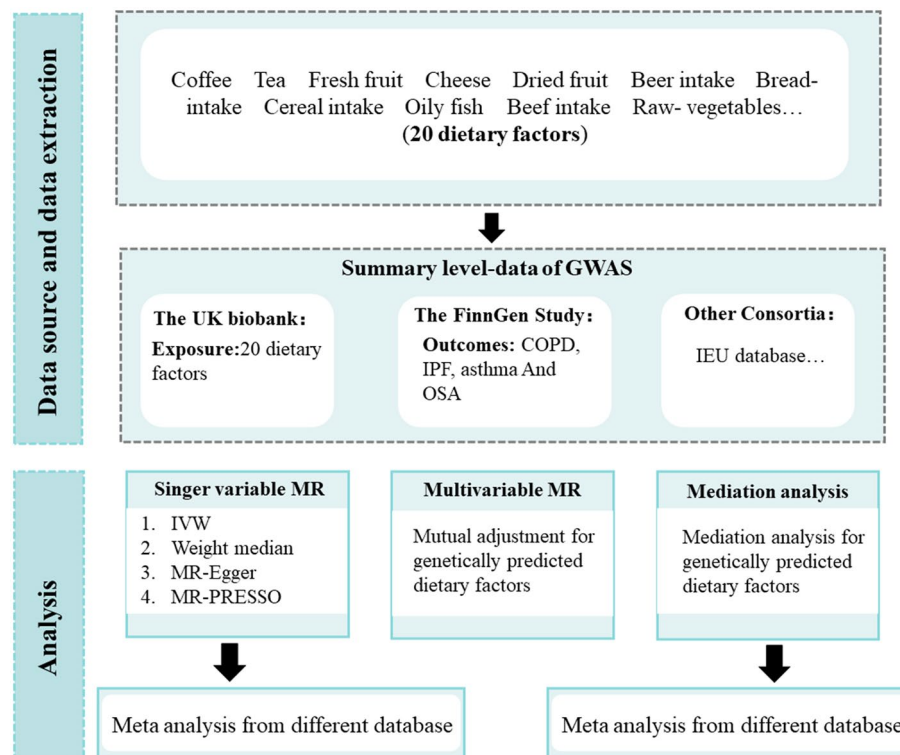 Data source and data extraction
Coffee Tea Fresh fruit Cheese Dried fruit Beer intake Bread-
intake Cereal intake Oily fish Beef intake Raw- vegetables…
(20 dietary factors)
Summary level-data of GWAS
The UK biobank：
Exposure:20 dietary
factors
The FinnGen Study：
Outcomes: COPD,
IPF, asthma And
OSA
Other Consortia：
IEU database…
Analysis
Singer variable MR
1. IVW
2. Weight median
3. MR-Egger
4. MR-PRESSO
Multivariable MR
Mutual adjustment for
genetically predicted
dietary factors
Mediation analysis
Mediation analysis for
genetically predicted
dietary factors
Meta analysis from different database
Meta analysis from different database